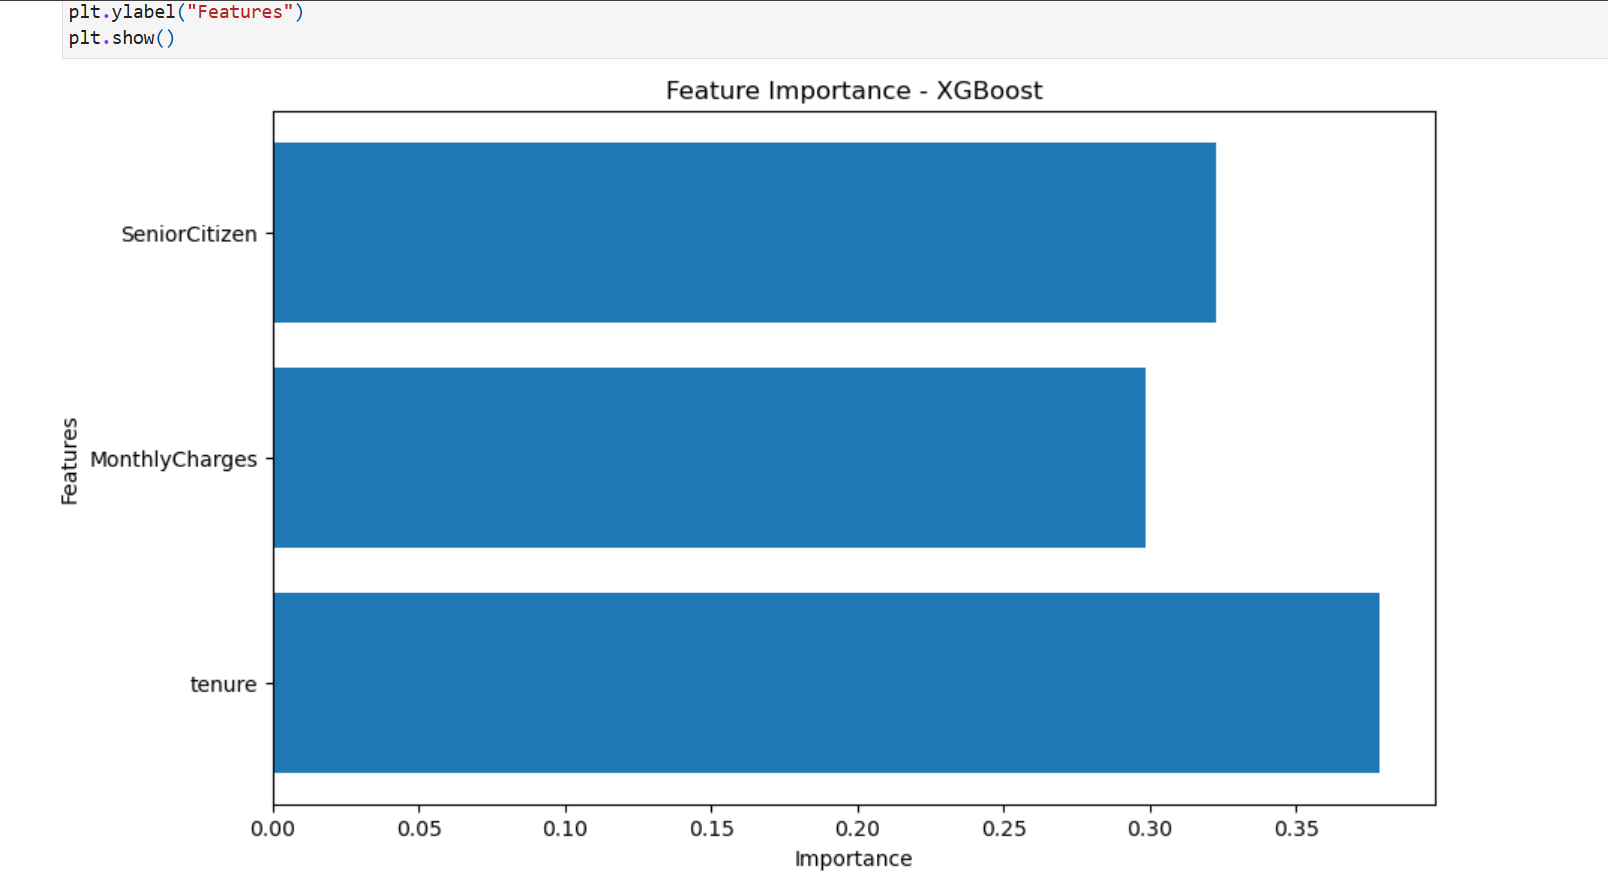 plt.ylabel("Features")
plt.show()
Feature Importance - XGBoost
SeniorCitizen
MonthlyCharges
tenure
Features
0.00 0.05 0.10 0.15 0.20 0.25 0.30 0.35
Importance